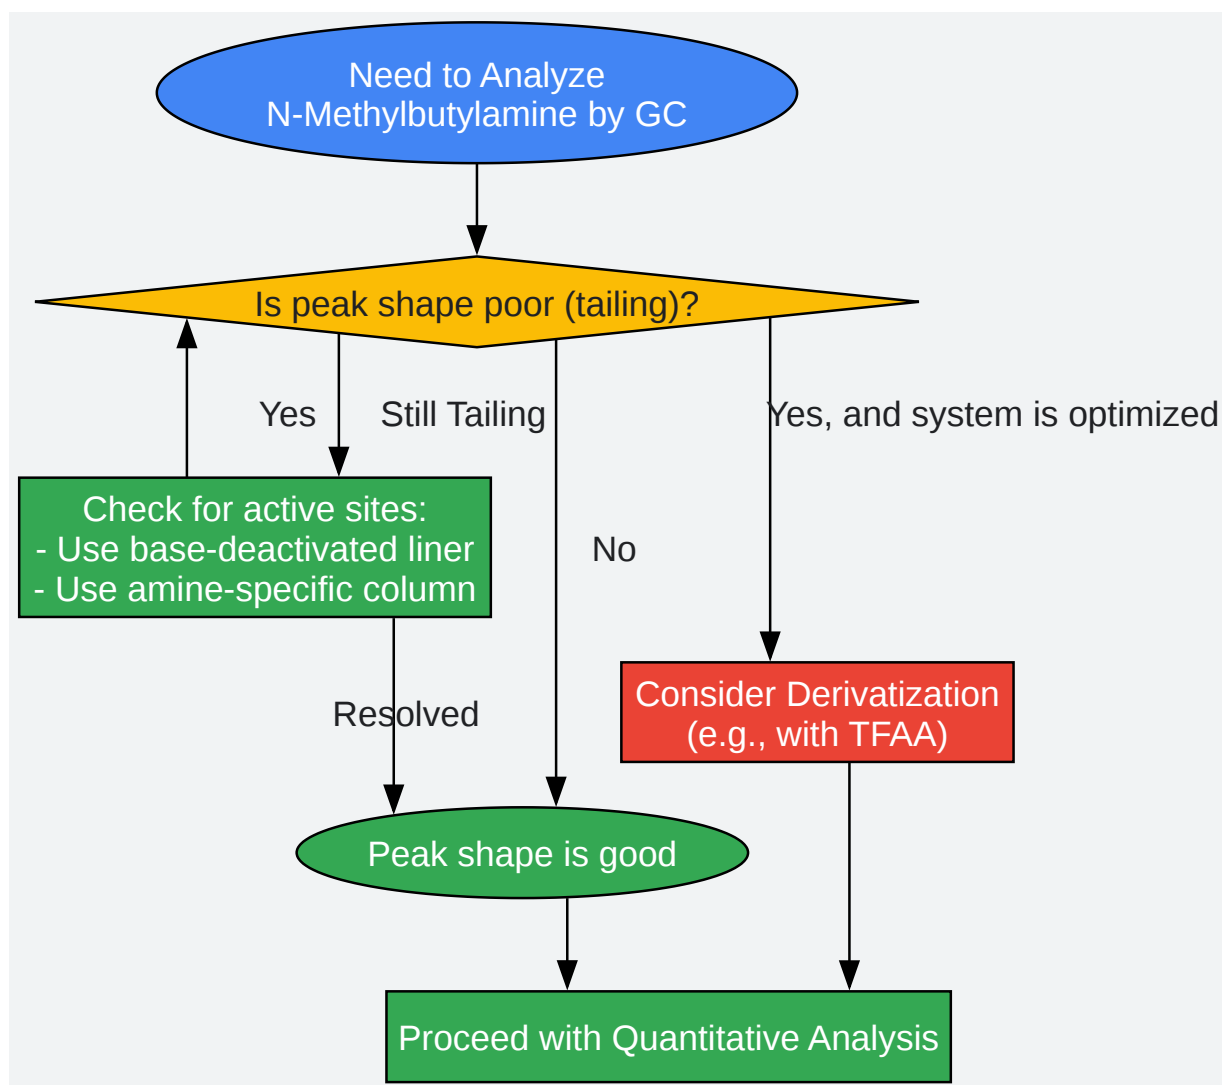 Need to Analyze
N-Methylbutylamine by GC
Is peak shape poor (tailing)?
Yes
Still Tailing
Yes, and system is optimized
Check for active sites:
- Use base-deactivated liner
- Use amine-specific column
No
Resolved
Consider Derivatization
(e.g., with TFAA)
Peak shape is good
Proceed with Quantitative Analysis